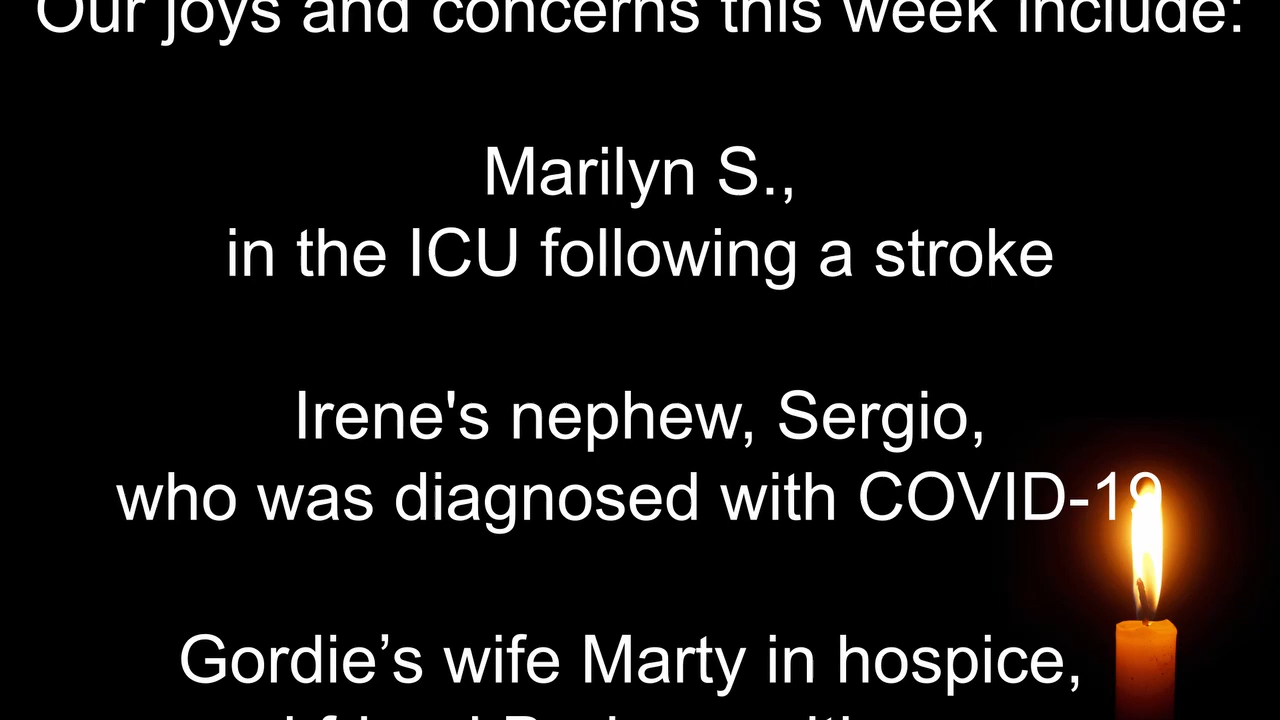 Our joys and concerns this week include:
Marilyn S.,
in the ICU following a stroke
Irene's nephew, Sergio,
who was diagnosed with COVID-19
Gordie’s wife Marty in hospice,